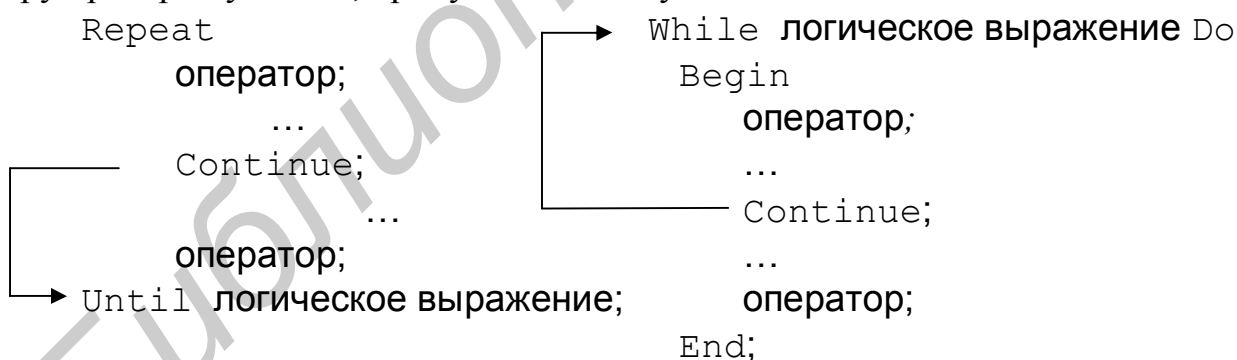 Repeat
оператор;
…
Continue;
…
оператор;
Until логическое выражение;
While логическое выражение Do
Begin
оператор;
…
Continue;
…
оператор;
End;